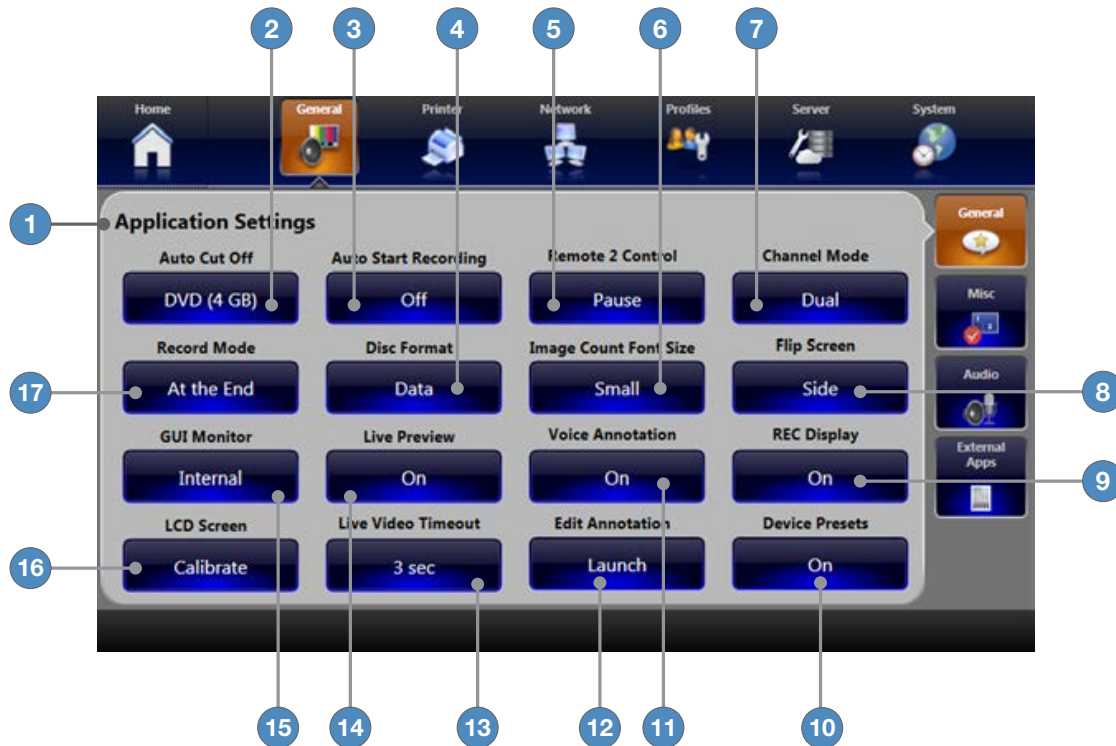 2 3 4 5 6 7
Home General Printer Network Profiles Server System
1
Application Settings
General
Auto Cut Off Auto Start Recording Remote 2 Control Channel Mode
DVD (4 GB) Off Pause Dual
Misc
Record Mode Disc Format Image Count Font Size Flip Screen
17 At the End Data Small Side 8
Audio
GUI Monitor Live Preview Voice Annotation REC Display
Internal On On On 9
External
Apps
LCD Screen Live Video Timeout Edit Annotation Device Presets
16 Calibrate 3 sec Launch On
15 14 13 12 11 10